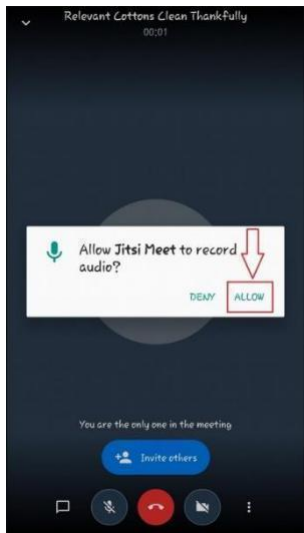 Relevant Cottons Clean Thankfully
00:01
Allow Jitsi Meet to record
audio?
DENY ALLOW
You are the only one in the meeting
Invite others